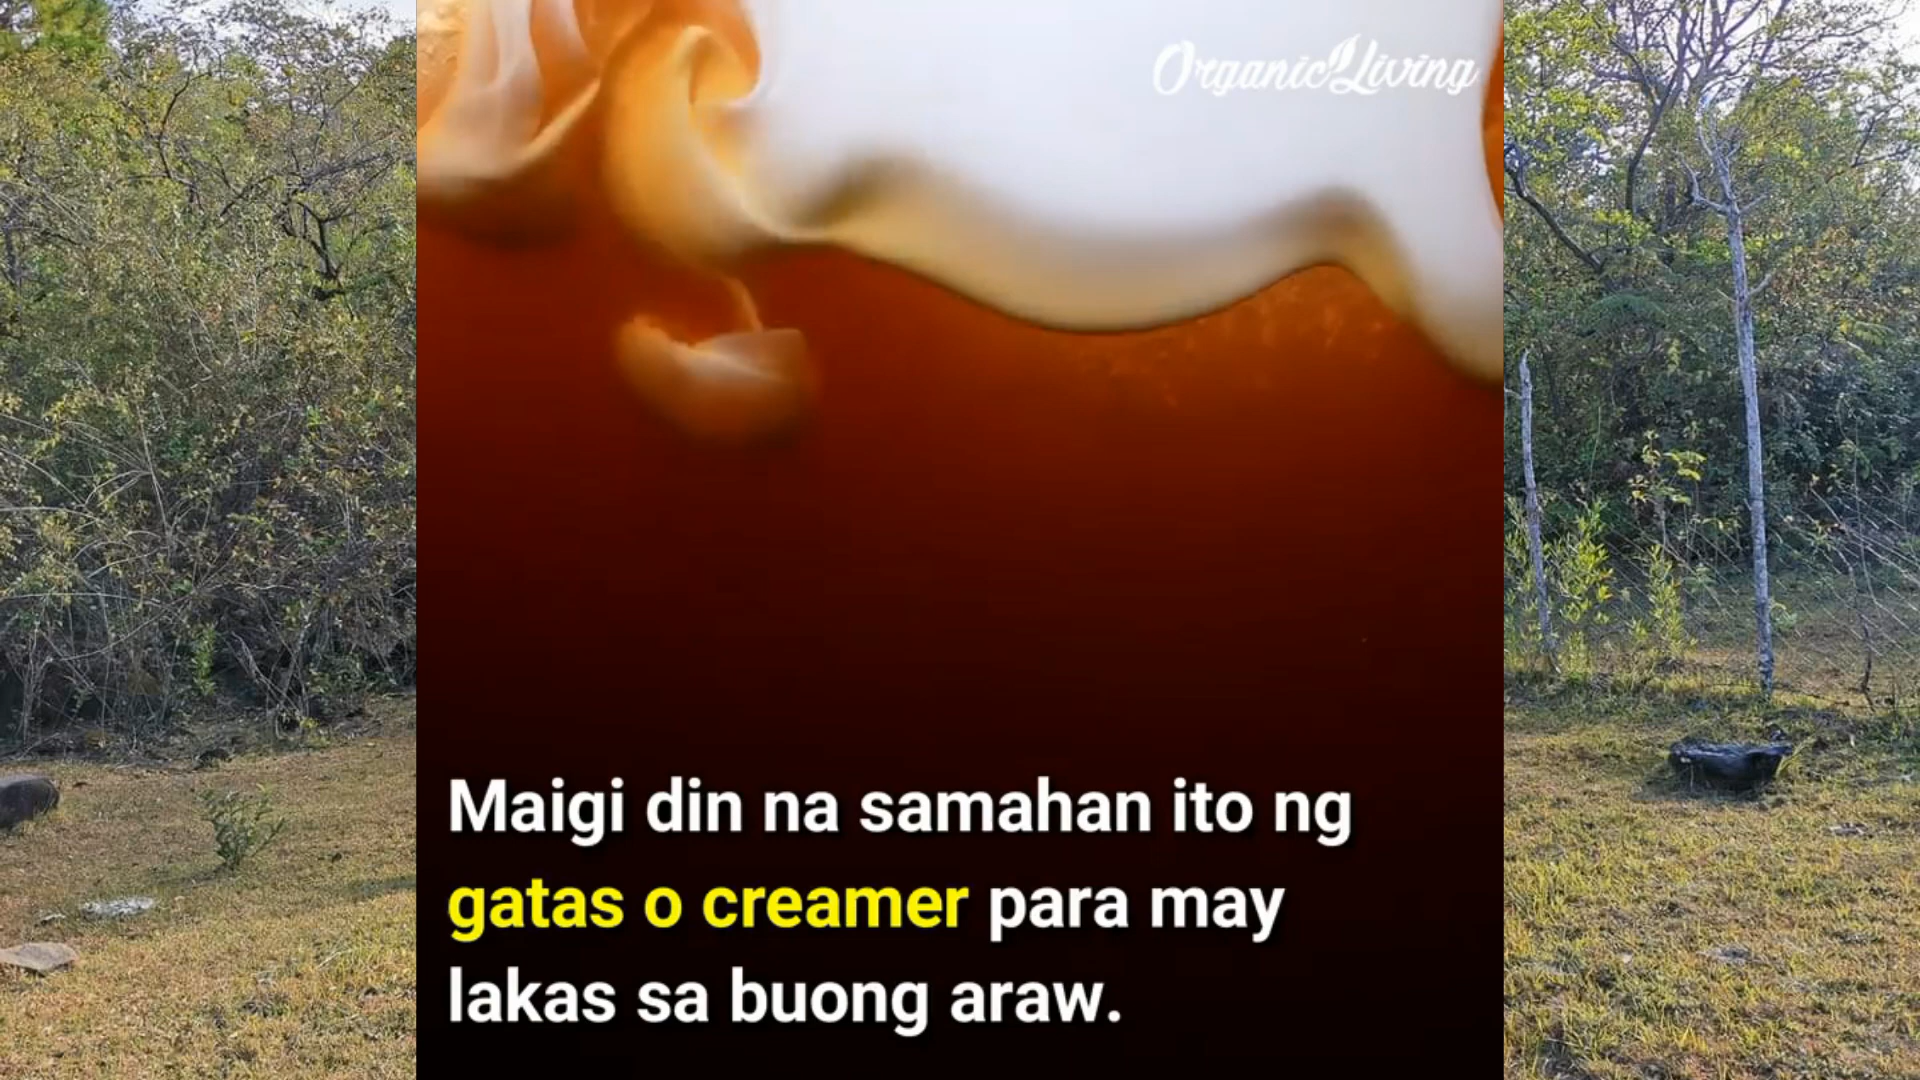 OrganicLiving
Maigi din na samahan ito ng
gatas o creamer para may
lakas sa buong araw.